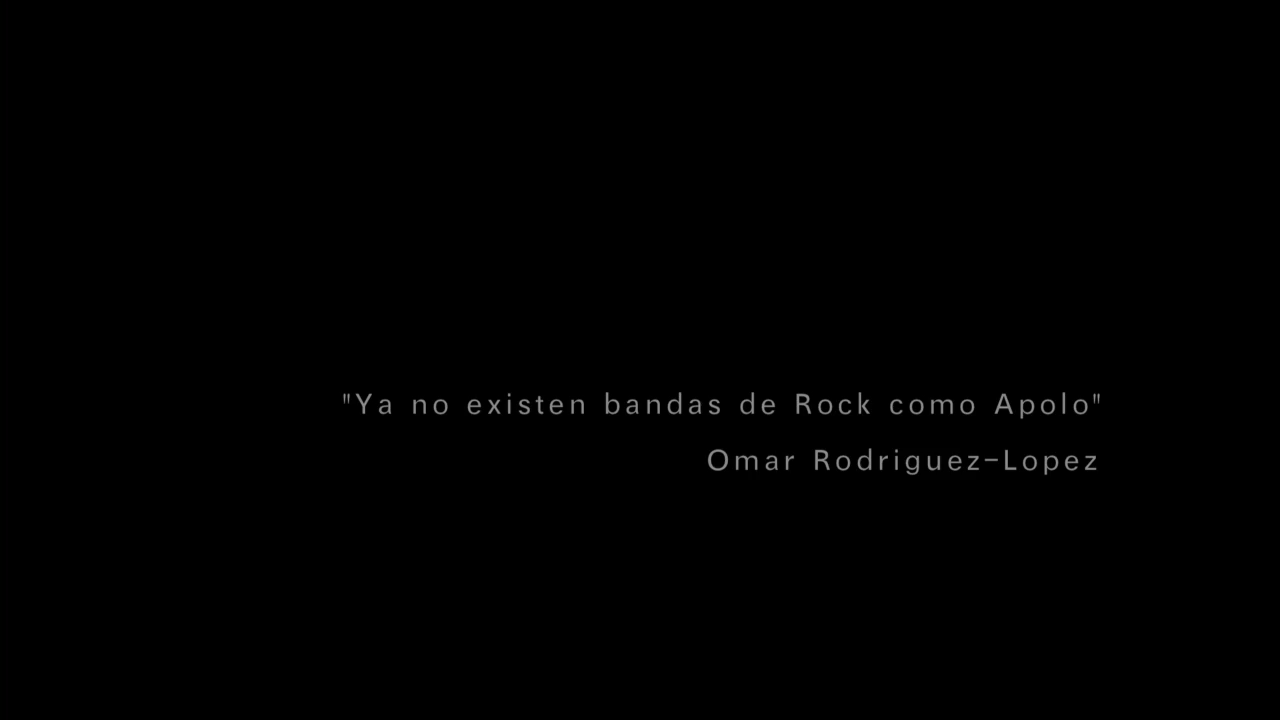 "Ya no existen bandas de Rock como Apolo"
Omar Rodriguez-Lopez